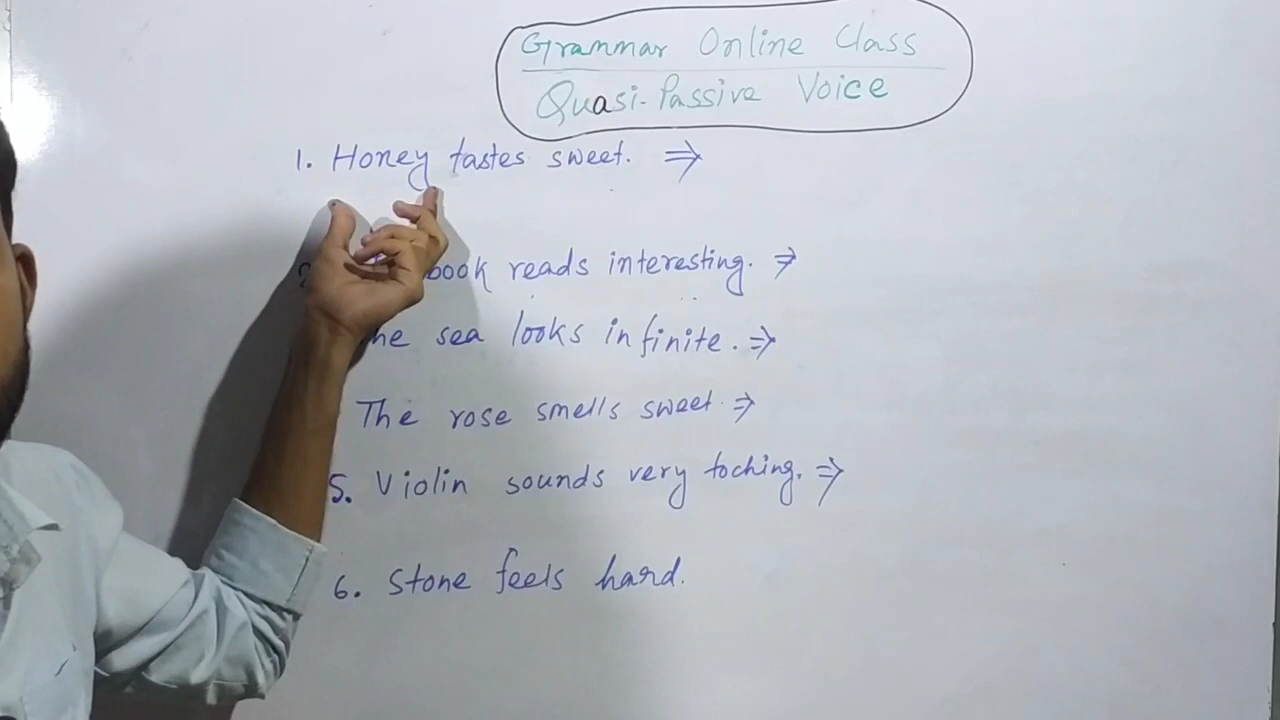 Grammar Online Class
Quasi-Passive Voice
1. Honey tastes sweet. ⇒
book reads interesting. ⇒
sea looks infinite. ⇒
The rose smells sweet. ⇒
5. Violin sounds very toching. ⇒
6. Stone feels hard.